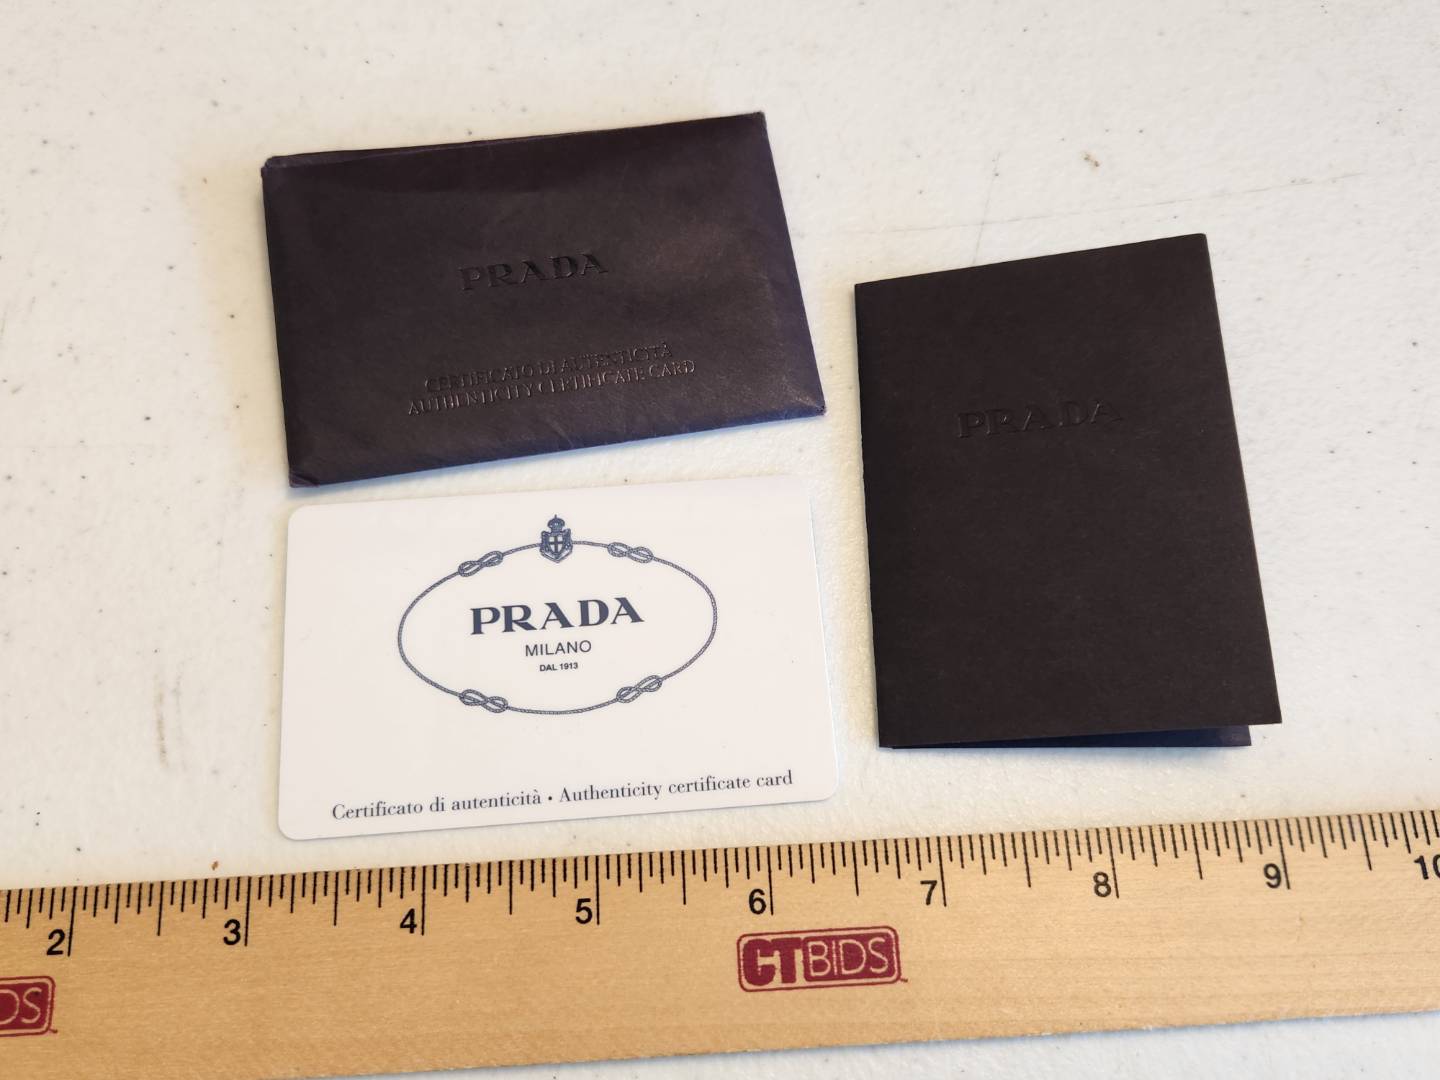 PRADA
CERTIFICATO DI AUTENTICITÀ
AUTHENTICITY CERTIFICATE CARD
PRADA
PRADA
MILANO
DAL 1913
Certificato di autenticità • Authenticity certificate card
2 3 4 5 6 7 8 9 10
DS
CTBIDS